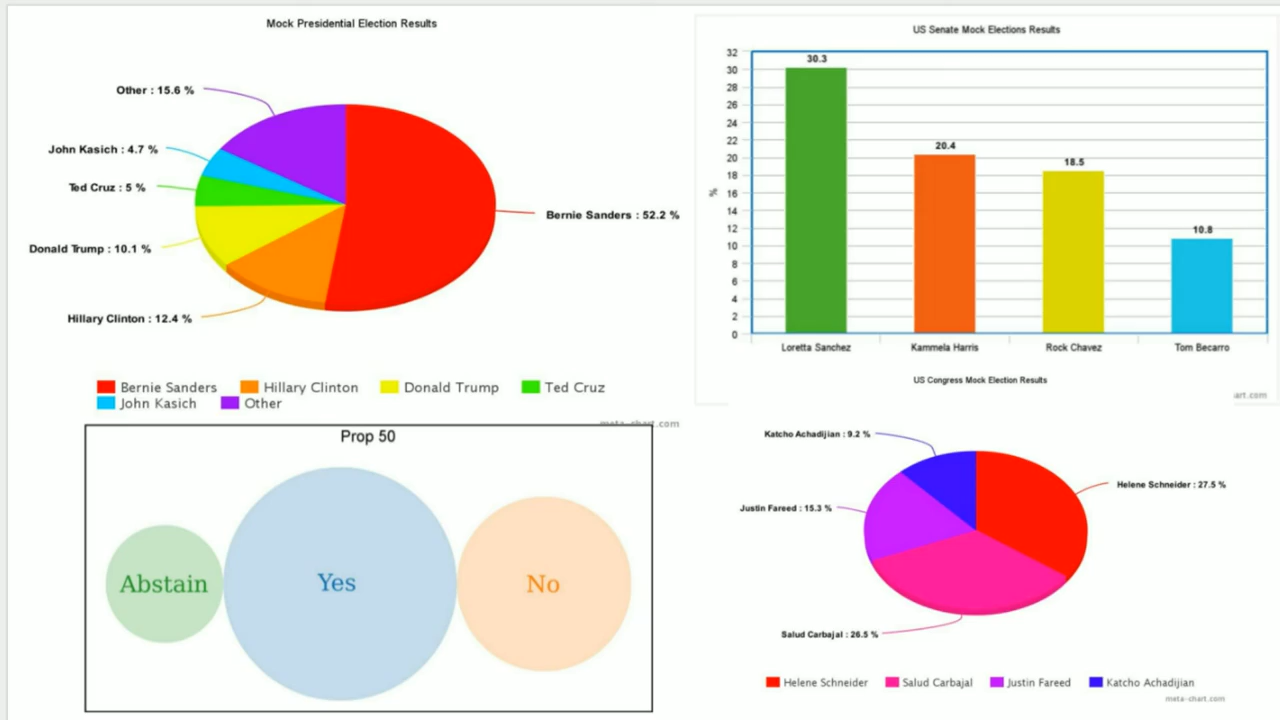 Mock Presidential Election Results
Other : 15.6 %
John Kasich : 4.7 %
Ted Cruz : 5 %
Donald Trump : 10.1 %
Hillary Clinton : 12.4 %
Bernie Sanders : 52.2 %
Bernie Sanders Hillary Clinton Donald Trump Ted Cruz
John Kasich Other
meta-chart.com
US Senate Mock Elections Results
32
30
28
26
24
22
20
18
16
14
12
10
8
6
4
2
0
%
30.3
20.4
18.5
10.8
Loretta Sanchez Kammela Harris Rock Chavez Tom Becarro
art.com
Prop 50
Abstain Yes No
US Congress Mock Election Results
Katcho Achadijian : 9.2 %
Justin Fareed : 15.3 %
Salud Carbajal : 26.5 %
Helene Schneider : 27.5 %
Helene Schneider Salud Carbajal Justin Fareed Katcho Achadijian
meta-chart.com